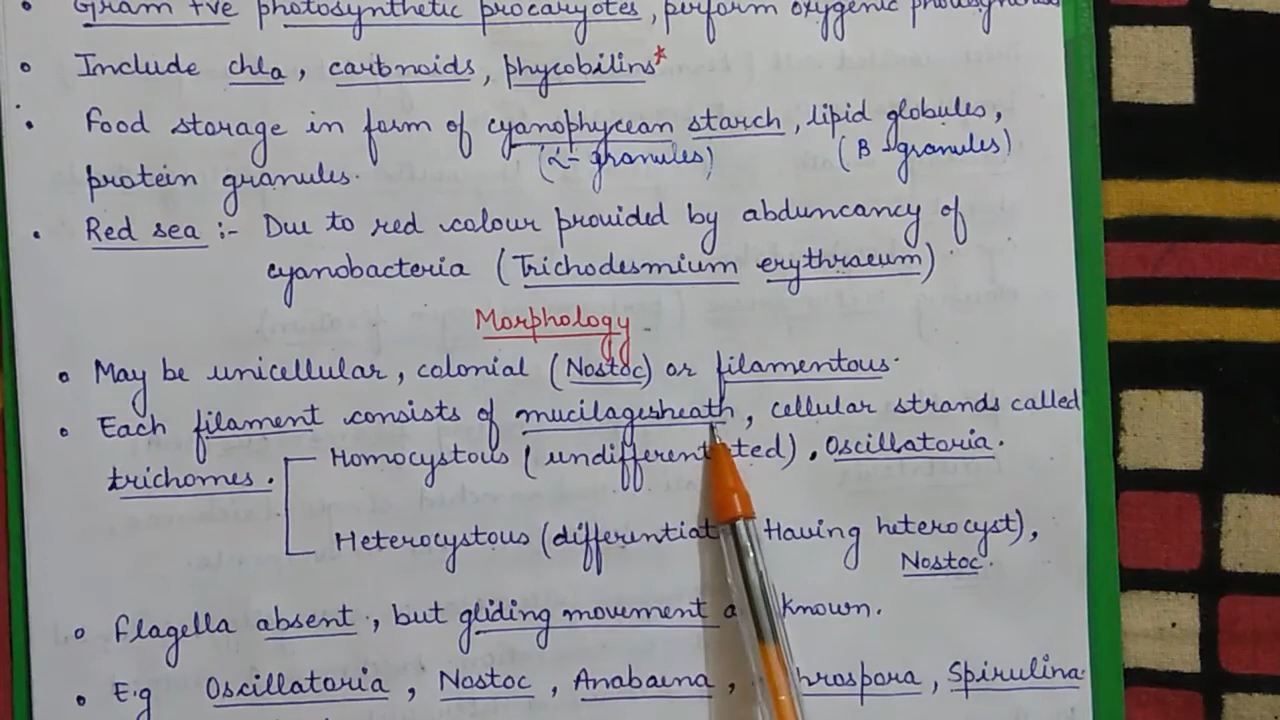 • Gram +ve photosynthetic procaryotes, perform oxygenic photosynthesis
• Include chla, carbnoids, phycobilins*
• Food storage in form of cyanophycean starch, lipid globules,
(α- granules) (B -granules)
protein granules.
• Red sea :- Due to red colour provided by abduncancy of
cyanobacteria (Trichodesmium erythraeum)
Morphology
• May be unicellular, colonial (Nostoc) or filamentous.
• Each filament consists of mucilagesheath, cellular strands called
trichomes. Homocystous (undifferentiated), Oscillatoria.
Heterocystous (differentiat Having heterocyst),
Nostoc.
• Flagella absent, but gliding movement known.
• E.g Oscillatoria, Nostoc, Anabaena, throspora, Spirulina